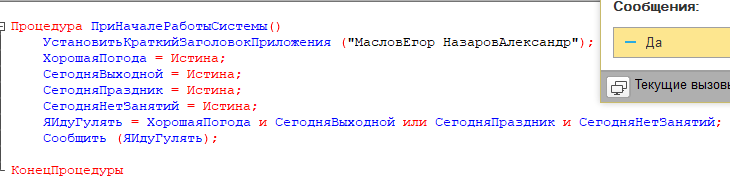 Сообщения:
Процедура ПриНачалеРаботыСистемы()
УстановитьКраткийЗаголовокПриложения ("МасловЕгор НазаровАлександр");
— Да
ХорошаяПогода = Истина;
СегодняВыходной = Истина;
СегодняПраздник = Истина;
Текущие вызовы
СегодняНетЗанятий = Истина;
ЯИдуГулять = ХорошаяПогода и СегодняВыходной или СегодняПраздник и СегодняНетЗанятий;
Сообщить (ЯИдуГулять);
КонецПроцедуры